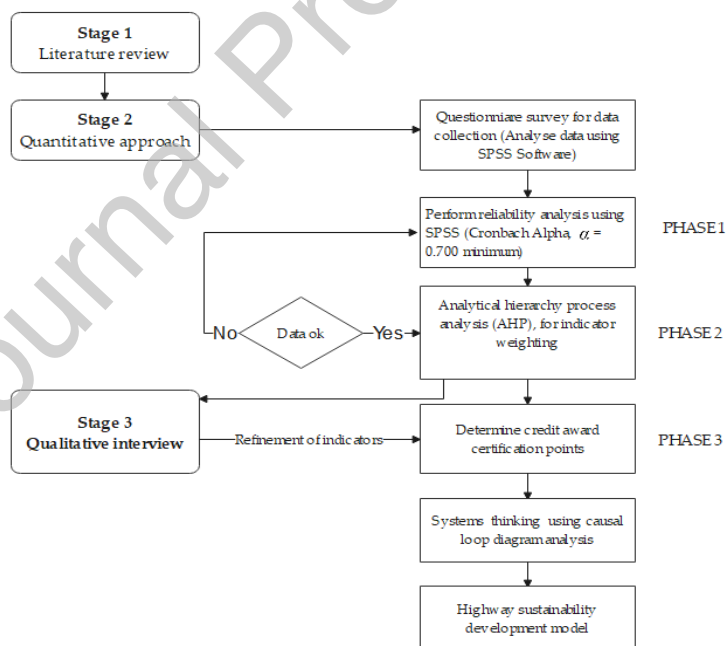 Stage 1
Literature review
Stage 2
Quantitative approach
Questionniare survey for data
collection (Analyse data using
SPSS Software)
Perform reliability analysis using
SPSS (Cronbach Alpha, α =
0.700 minimum)
PHASE 1
Analytical hierarchy process
analysis (AHP), for indicator
weighting
PHASE 2
No
Data ok
Yes
Stage 3
Qualitative interview
Refinement of indicators
Determine credit award
certification points
PHASE 3
Systems thinking using causal
loop diagram analysis
Highway sustainability
development model
Journal Pre